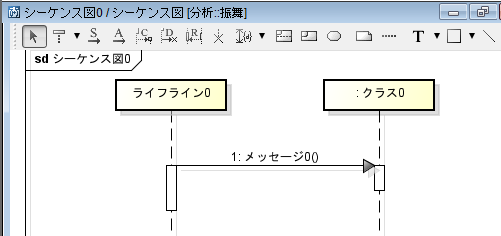 シーケンス図0 / シーケンス図 [分析::振舞]
S A C D R T
sd シーケンス図0
ライフライン0 : クラス0
1: メッセージ0()